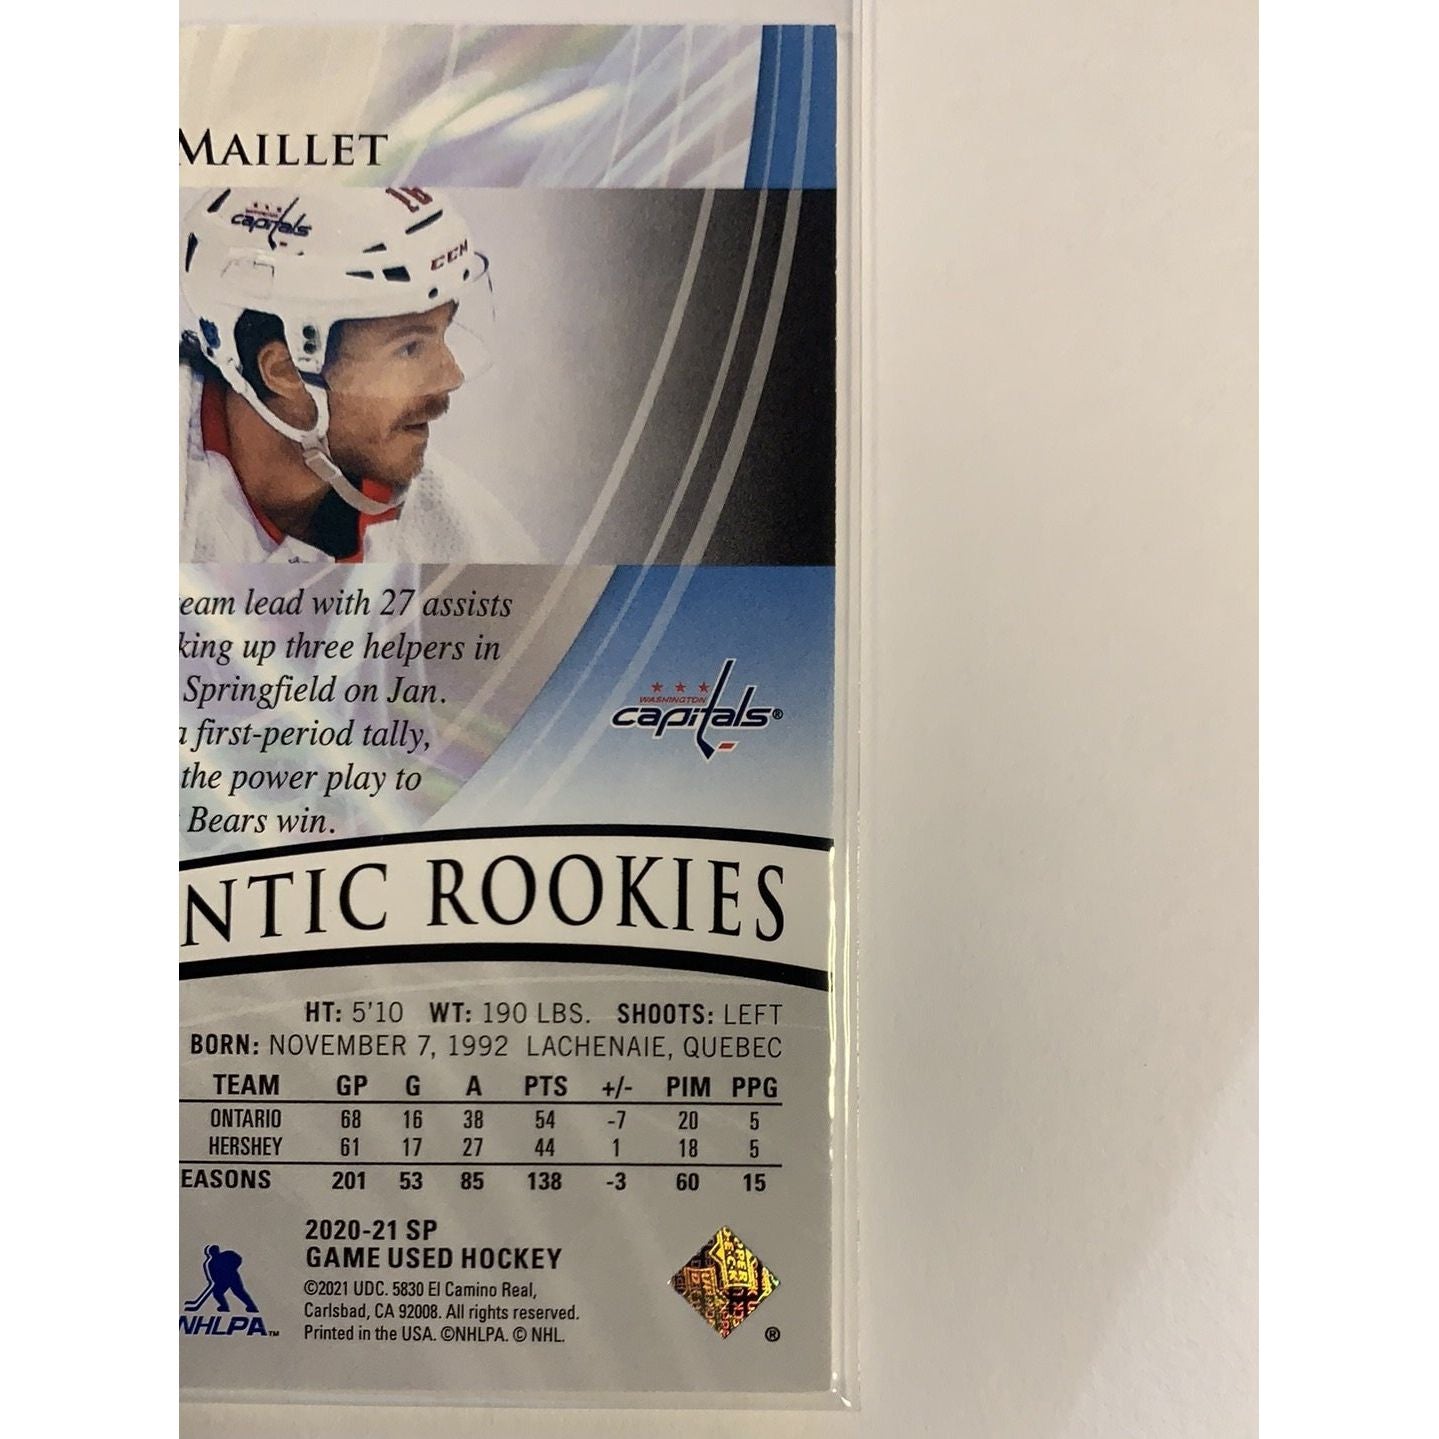 MAILLET
capitals
CCM
lead with 27 assists
up three helpers in
Springfield on Jan.
first-period tally,
the power play to
Bears win.
WASHINGTON
capitals®
NTIC ROOKIES
HT: 5'10 WT: 190 LBS. SHOOTS: LEFT
BORN: NOVEMBER 7, 1992 LACHENAIE, QUEBEC
TEAM GP G A PTS +/- PIM PPG
ONTARIO 68 16 38 54 -7 20 5
HERSHEY 61 17 27 44 1 18 5
EASONS 201 53 85 138 -3 60 15
2020-21 SP
GAME USED HOCKEY
©2021 UDC. 5830 El Camino Real,
Carlsbad, CA 92008. All rights reserved.
Printed in the USA. ©NHLPA. © NHL.
NHLPA™
®